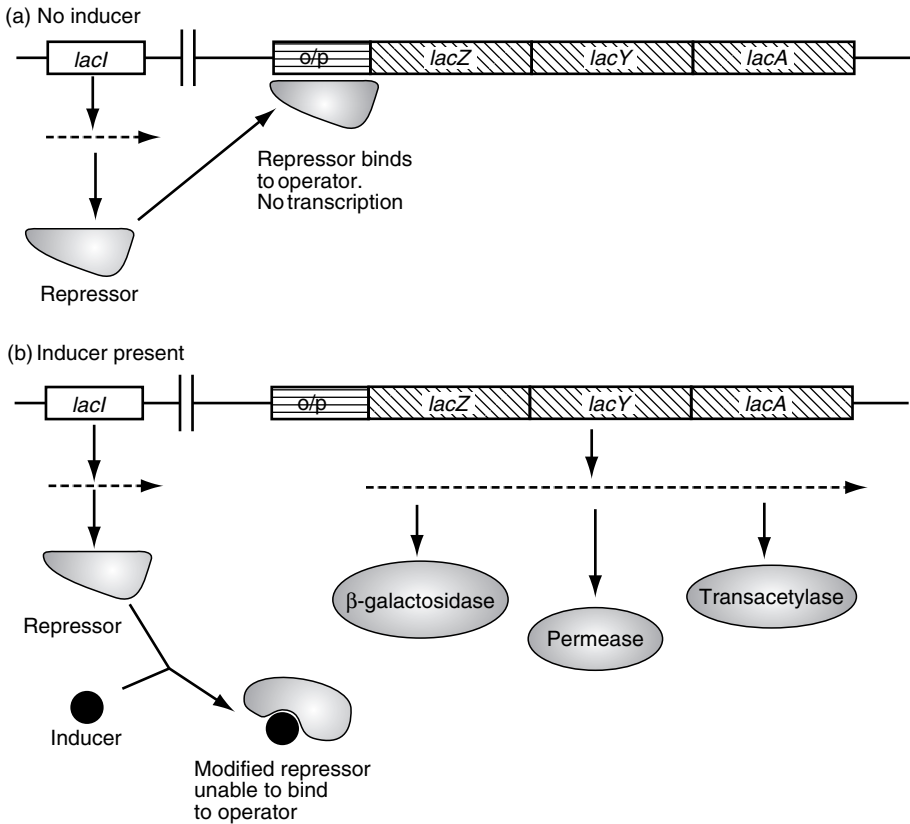 (a) No inducer
lacI
o/p
lacZ
lacY
lacA
Repressor binds
to operator.
No transcription
Repressor
(b) Inducer present
lacI
o/p
lacZ
lacY
lacA
β-galactosidase
Transacetylase
Permease
Repressor
Inducer
Modified repressor
unable to bind
to operator